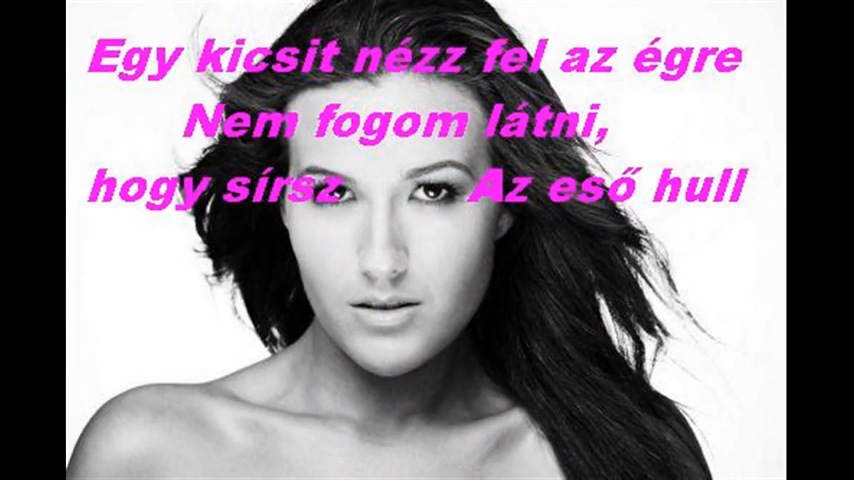 Egy kicsit nézz fel az égre
Nem fogom látni,
hogy sírsz Az eső hull